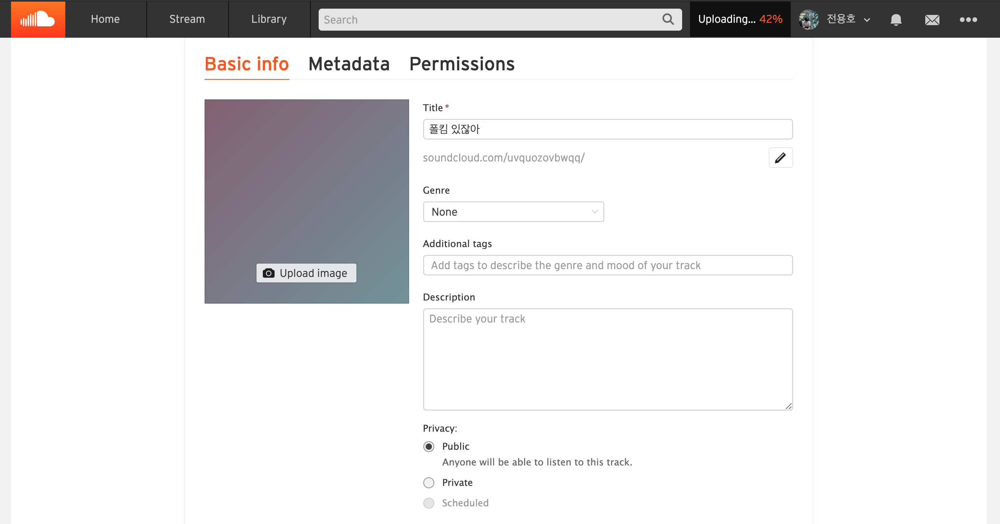 Home
Stream
Library
Search
Uploading... 42%
전용호
Basic info
Metadata
Permissions
Upload image
Title*
폴킴 있잖아
soundcloud.com/uvquozovbwqq/
Genre
None
Additional tags
Add tags to describe the genre and mood of your track
Description
Describe your track
Privacy:
Public
Anyone will be able to listen to this track.
Private
Scheduled